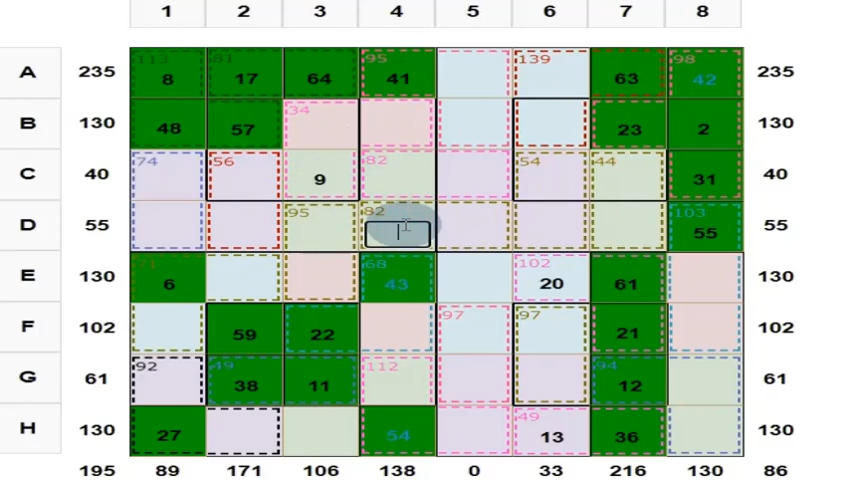 1 2 3 4 5 6 7 8
A 235 113 8 81 17 64 95 41 139 63 98 42 235
B 130 48 57 34 23 2 130
C 40 74 56 9 82 54 44 31 40
D 55 95 82 103 55 55
E 130 71 6 68 43 102 20 61 130
F 102 59 22 97 97 21 102
G 61 92 49 38 11 112 94 12 61
H 130 27 54 49 13 36 130
195 89 171 106 138 0 33 216 130 86